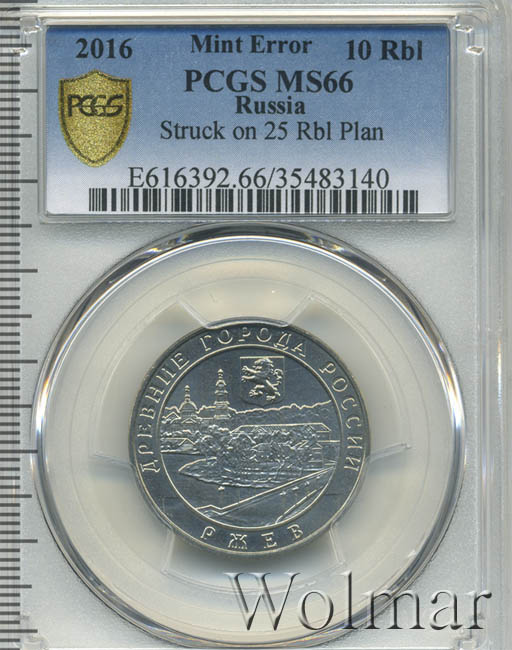 2016 Mint Error 10 Rbl
PCGS MS66
Russia
Struck on 25 Rbl Plan
PCGS
E616392.66/35483140
ДРЕВНИЕ ГОРОДА РОССИИ
РЖЕВ
Wolmar